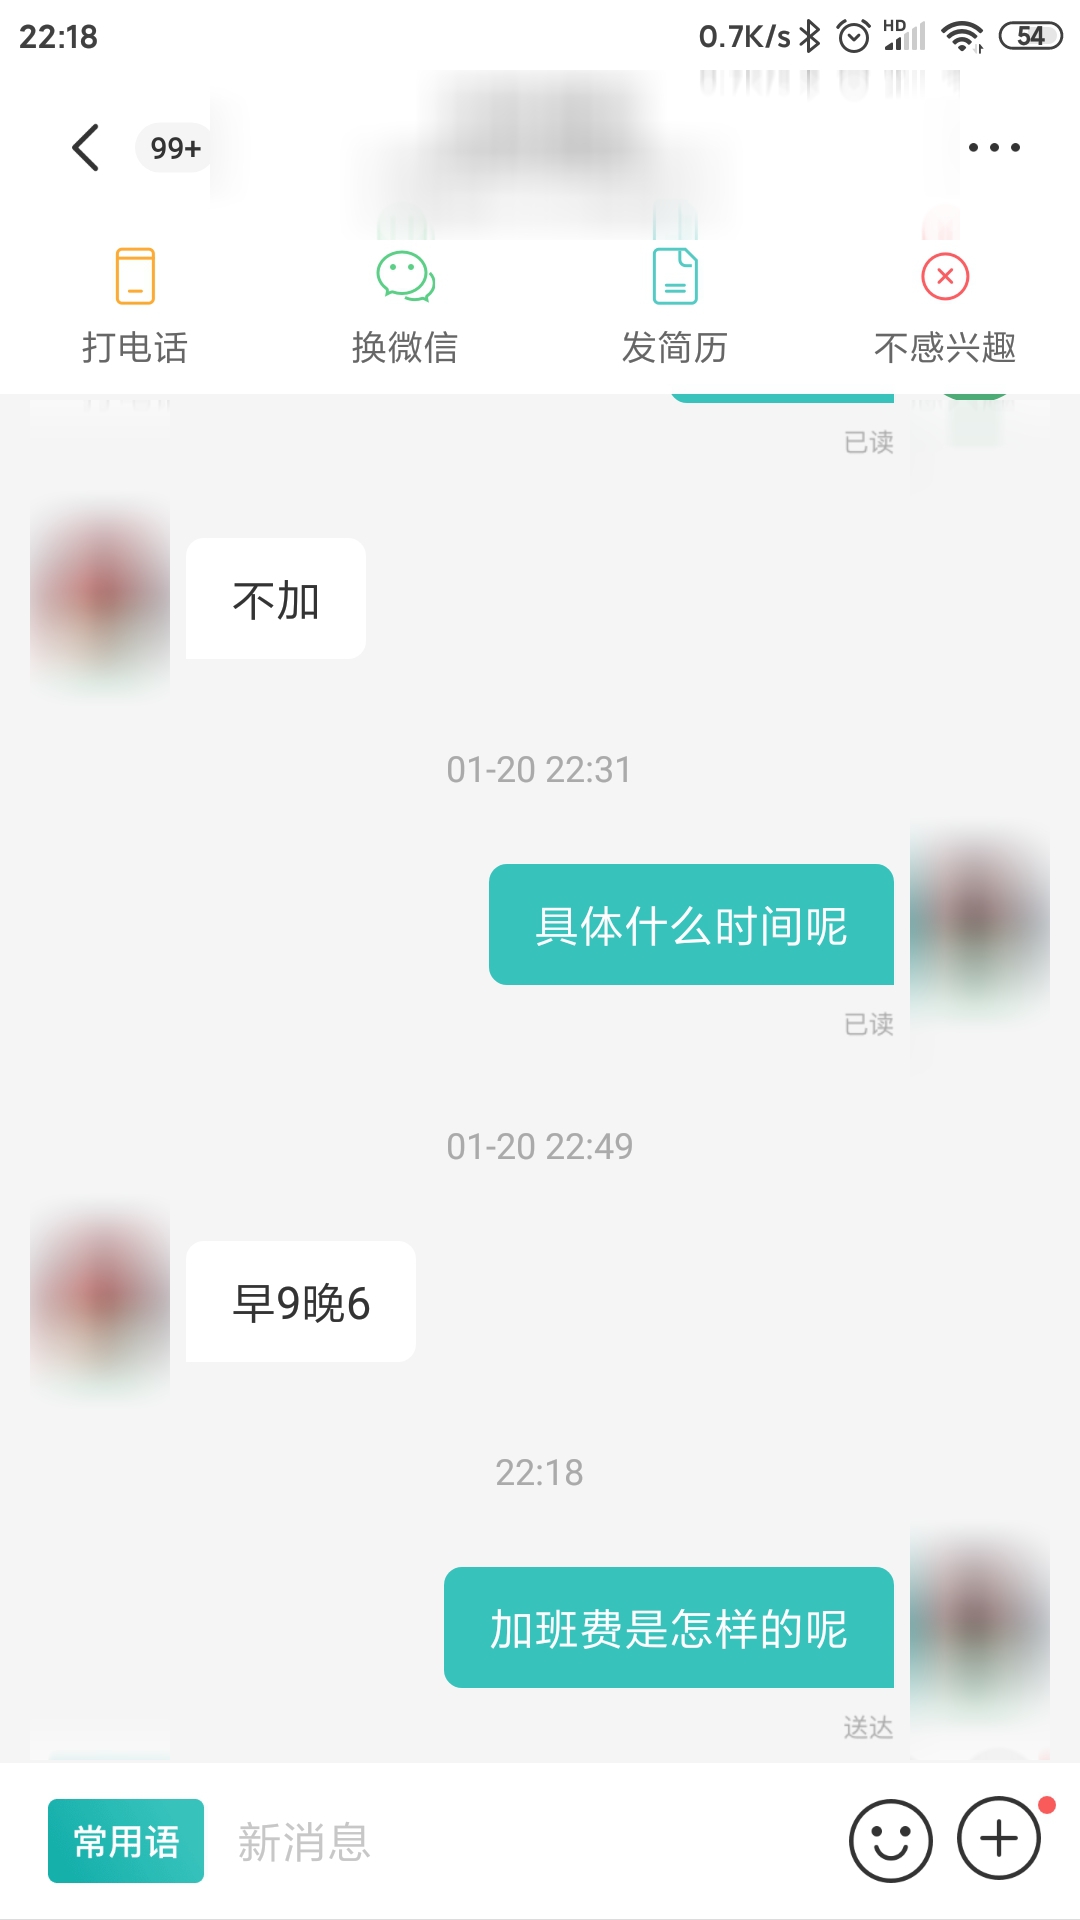 22:18
0.7K/s HD 54
99+
打电话 换微信 发简历 不感兴趣
已读
不加
01-20 22:31
具体什么时间呢
已读
01-20 22:49
早9晚6
22:18
加班费是怎样的呢
送达
常用语 新消息